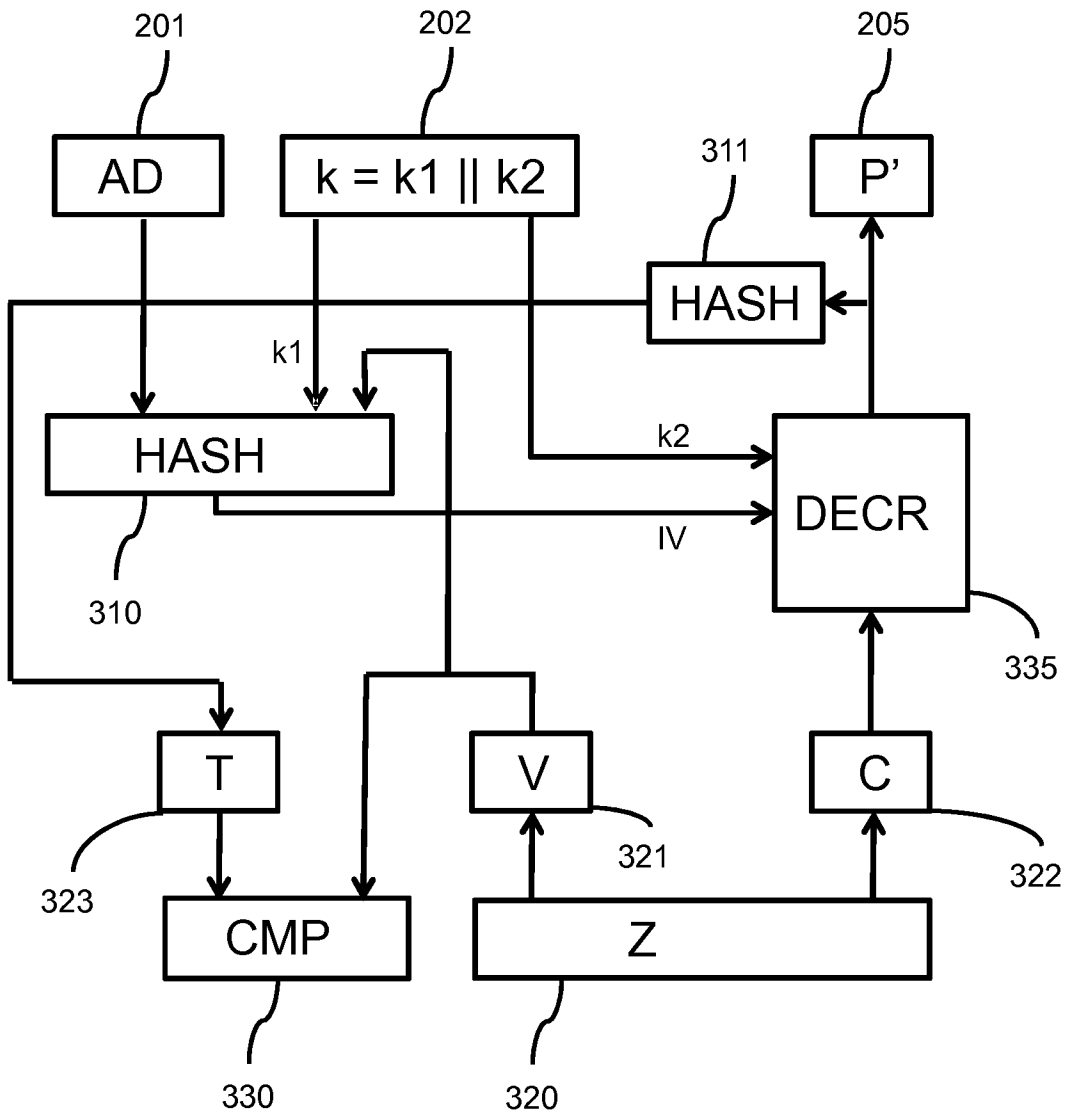 201
202
205
AD
k = k1 || k2
P’
311
HASH
k1
HASH
k2
DECR
IV
310
335
T
V
C
323
321
322
CMP
Z
330
320